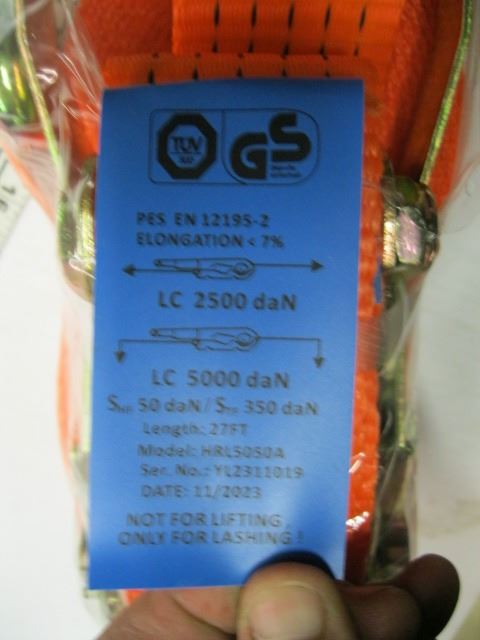 TÜV
SÜD
GS
PES EN 12195-2
ELONGATION < 7%
LC 2500 daN
LC 5000 daN
SHF 50 daN / STF 350 daN
Length: 27FT
Model: HRL5050A
Ser. No.: YL2311019
DATE: 11/2023
NOT FOR LIFTING,
ONLY FOR LASHING !